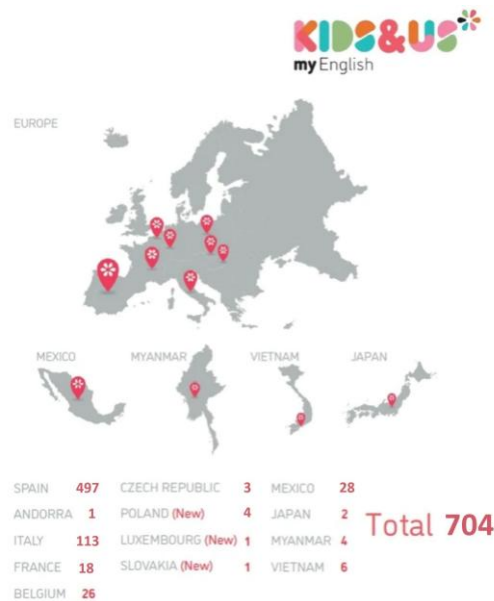 KIDS&US
my English
EUROPE
MEXICO MYANMAR VIETNAM JAPAN
SPAIN 497 CZECH REPUBLIC 3 MEXICO 28
ANDORRA 1 POLAND (New) 4 JAPAN 2
ITALY 113 LUXEMBOURG (New) 1 MYANMAR 4
FRANCE 18 SLOVAKIA (New) 1 VIETNAM 6
BELGIUM 26
Total 704